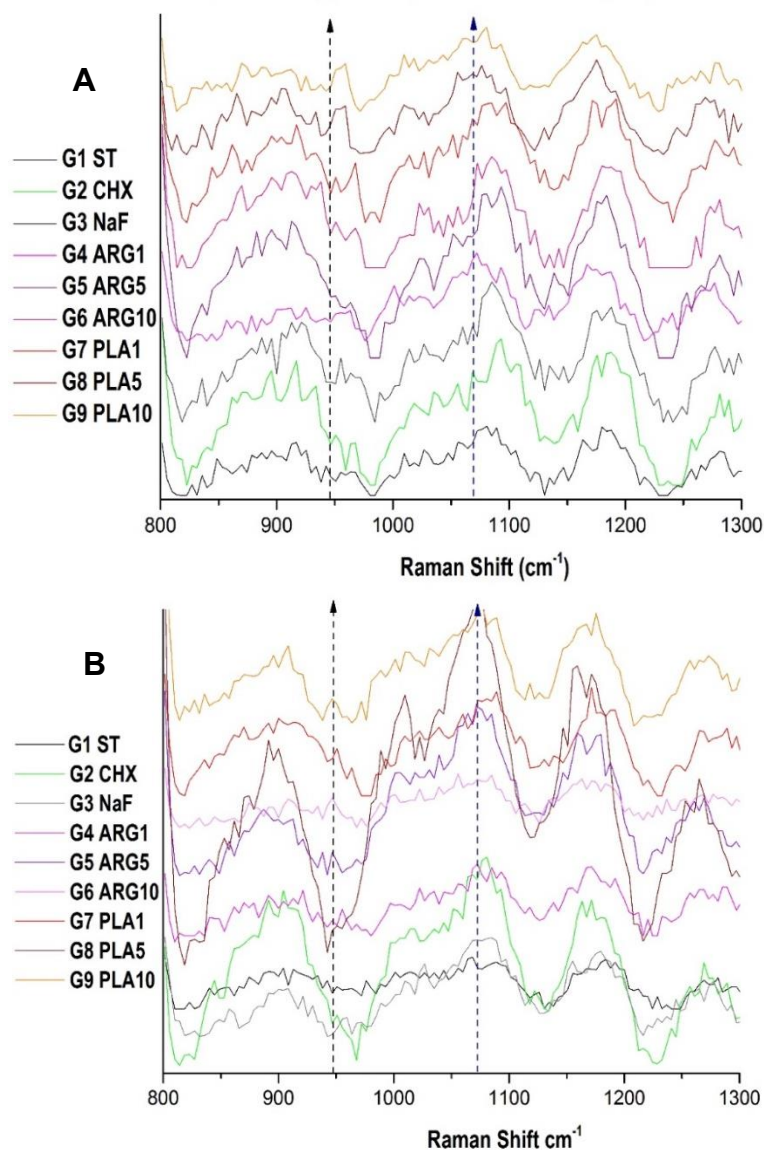 A
G1 ST
G2 CHX
G3 NaF
G4 ARG1
G5 ARG5
G6 ARG10
G7 PLA1
G8 PLA5
G9 PLA10
800 900 1000 1100 1200 1300
Raman Shift (cm⁻¹)
B
G1 ST
G2 CHX
G3 NaF
G4 ARG1
G5 ARG5
G6 ARG10
G7 PLA1
G8 PLA5
G9 PLA10
800 900 1000 1100 1200 1300
Raman Shift cm⁻¹